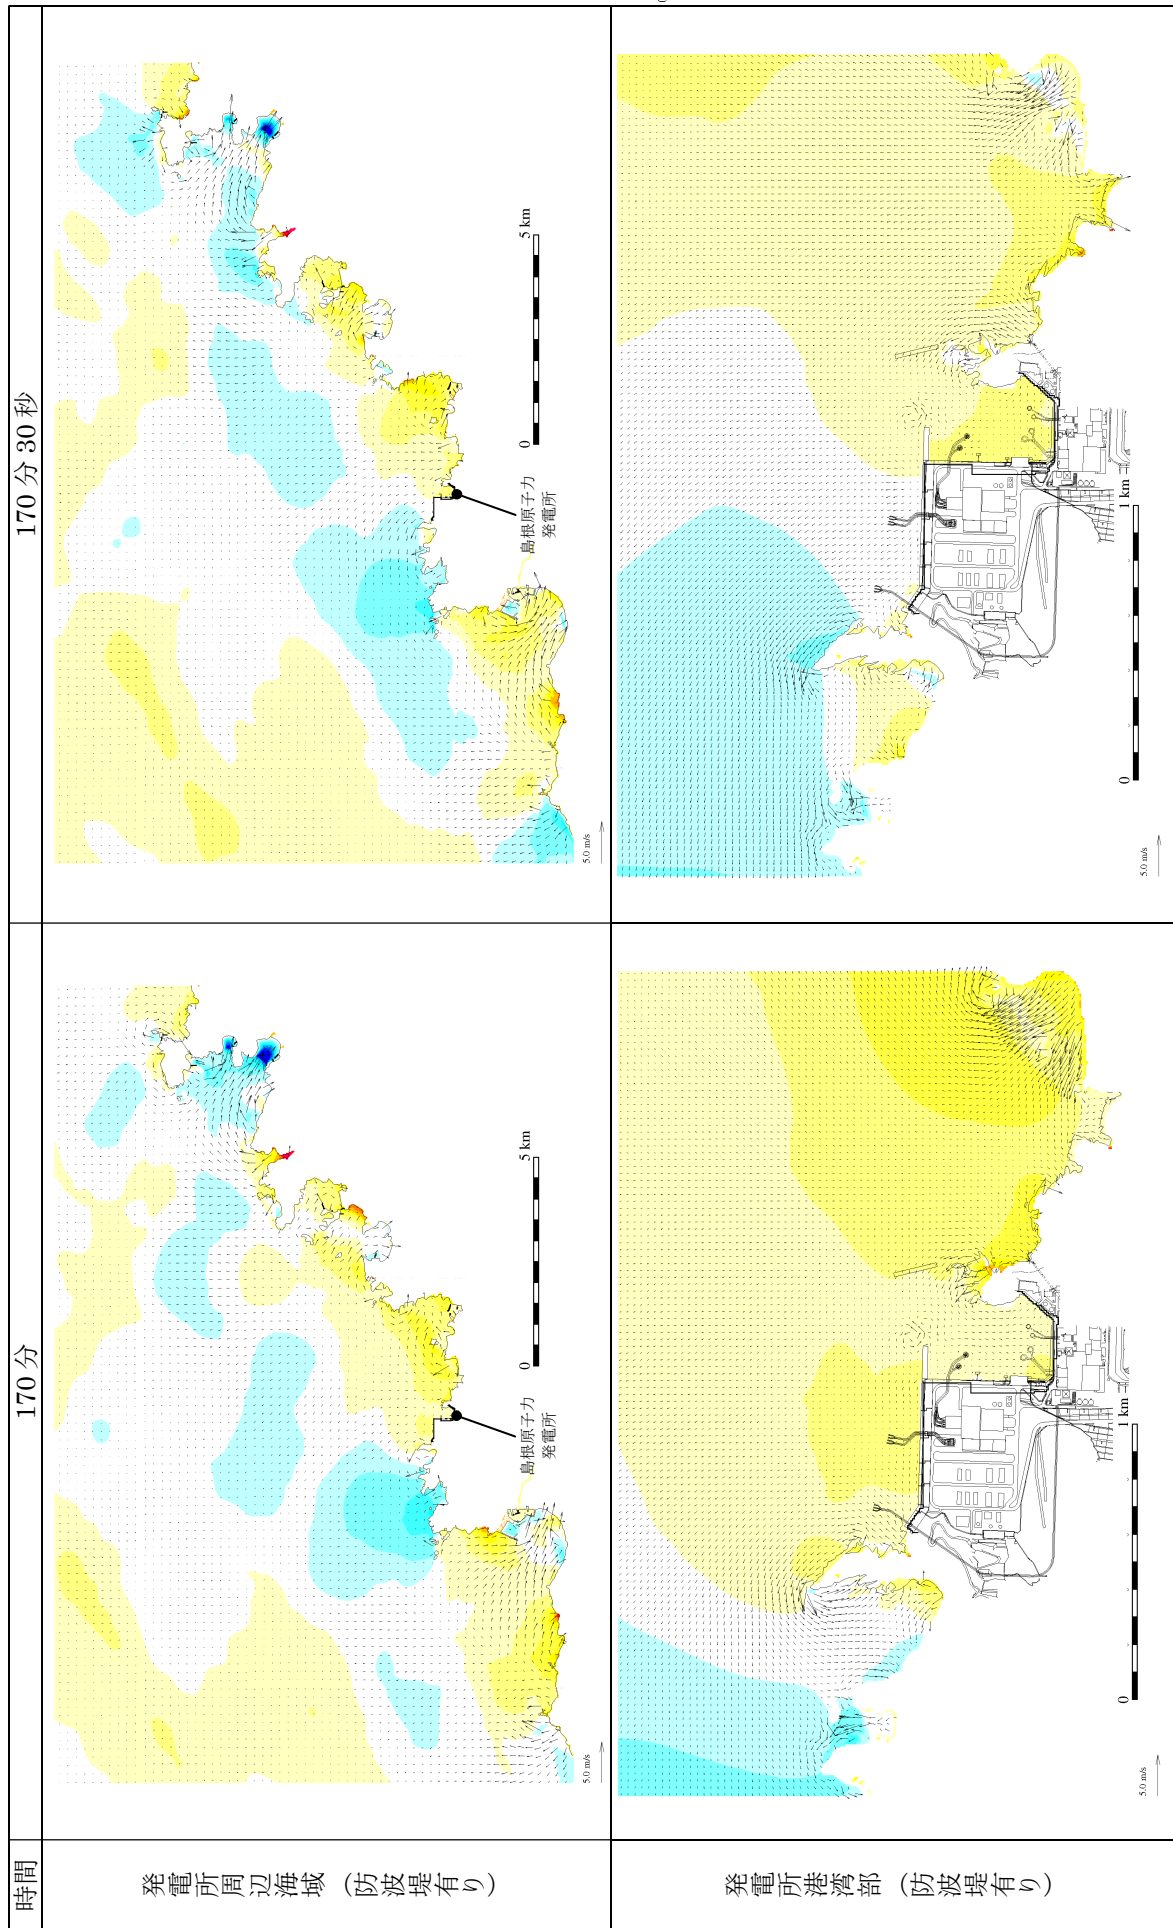 時間
170分
170分30秒
発電所周辺海域（防波堤有り）
5.0 m/s
島根原子力
発電所
0
5 km
5.0 m/s
島根原子力
発電所
0
5 km
発電所港湾部（防波堤有り）
5.0 m/s
0
1 km
5.0 m/s
0
1 km